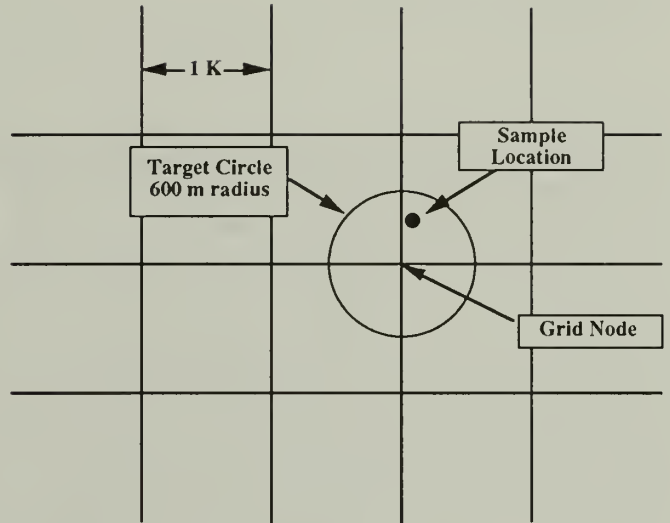 1 K
Sample
Location
Target Circle
600 m radius
Grid Node